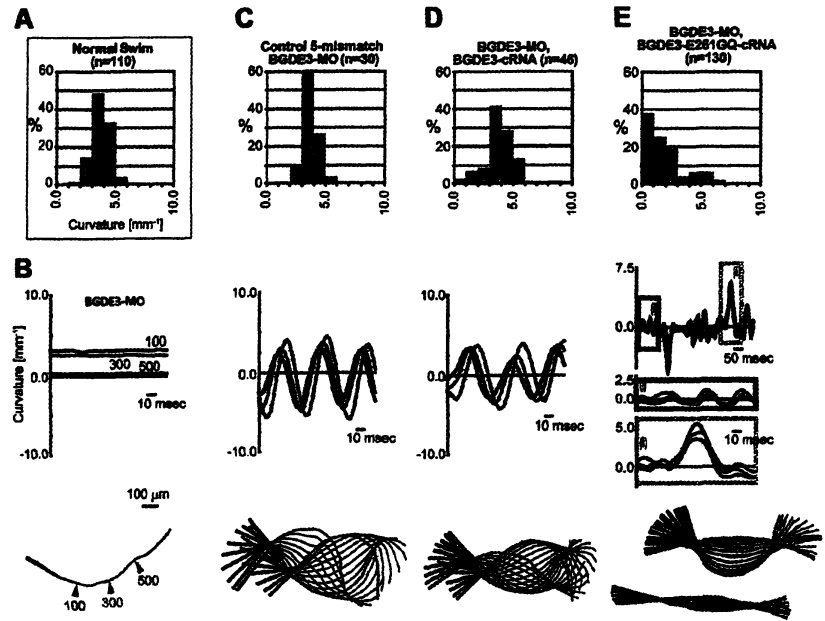 A
Normal Swim
(n=110)
60
40
%
20
0
0.0
5.0
10.0
Curvature [mm⁻¹]
C
Control 5-mismatch
BGDE3-MO (n=30)
60
40
%
20
0
0.0
5.0
10.0
D
BGDE3-MO,
BGDE3-cRNA (n=46)
60
40
%
20
0
0.0
5.0
10.0
E
BGDE3-MO,
BGDE3-E261GQ-cRNA
(n=130)
60
40
%
20
0
0.0
5.0
10.0
B
10.0
BGDE3-MO
100
300
500
0.0
Curvature [mm⁻¹]
10 msec
-10.0
10.0
0.0
10 msec
-10.0
10.0
0.0
10 msec
-10.0
7.5
0.0
50 msec
2.5
0.0
5.0
10 msec
0.0
100 µm
500
300
100